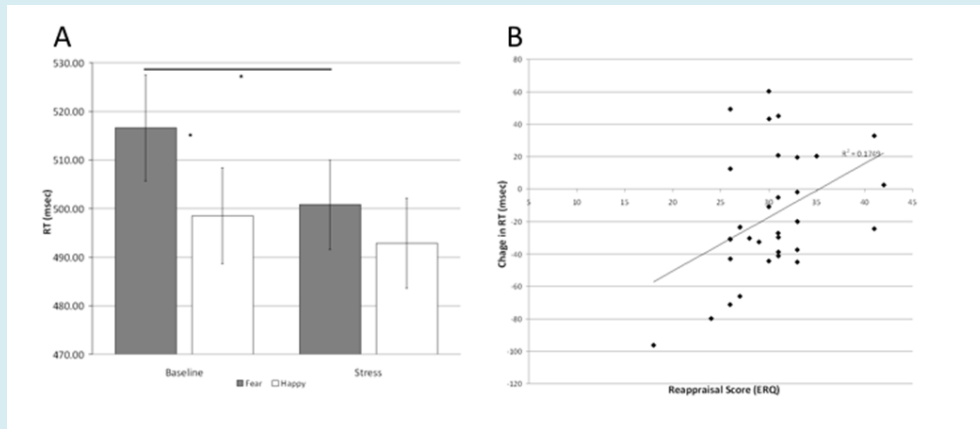 A
530.00
520.00
510.00
500.00
490.00
480.00
470.00
RT (msec)
*
*
Baseline Stress
Fear Happy
B
80
60
40
20
0
-20
-40
-60
-80
-100
-120
5 10 15 20 25 30 35 40 45
R² = 0.1749
Chage in RT (msec)
Reappraisal Score (ERQ)